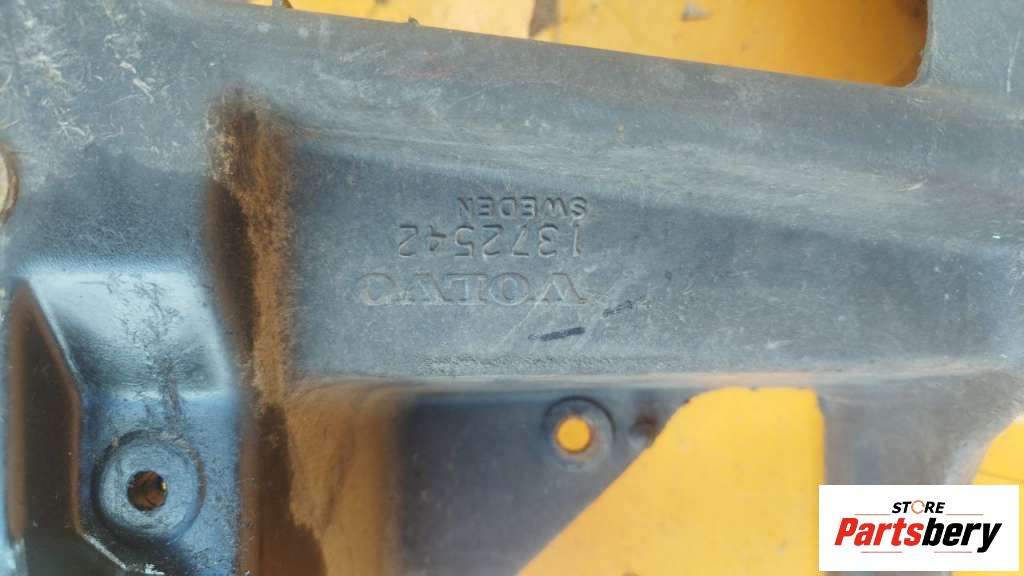 VOLVO
1372542
SWEDEN
STORE
Partsbery